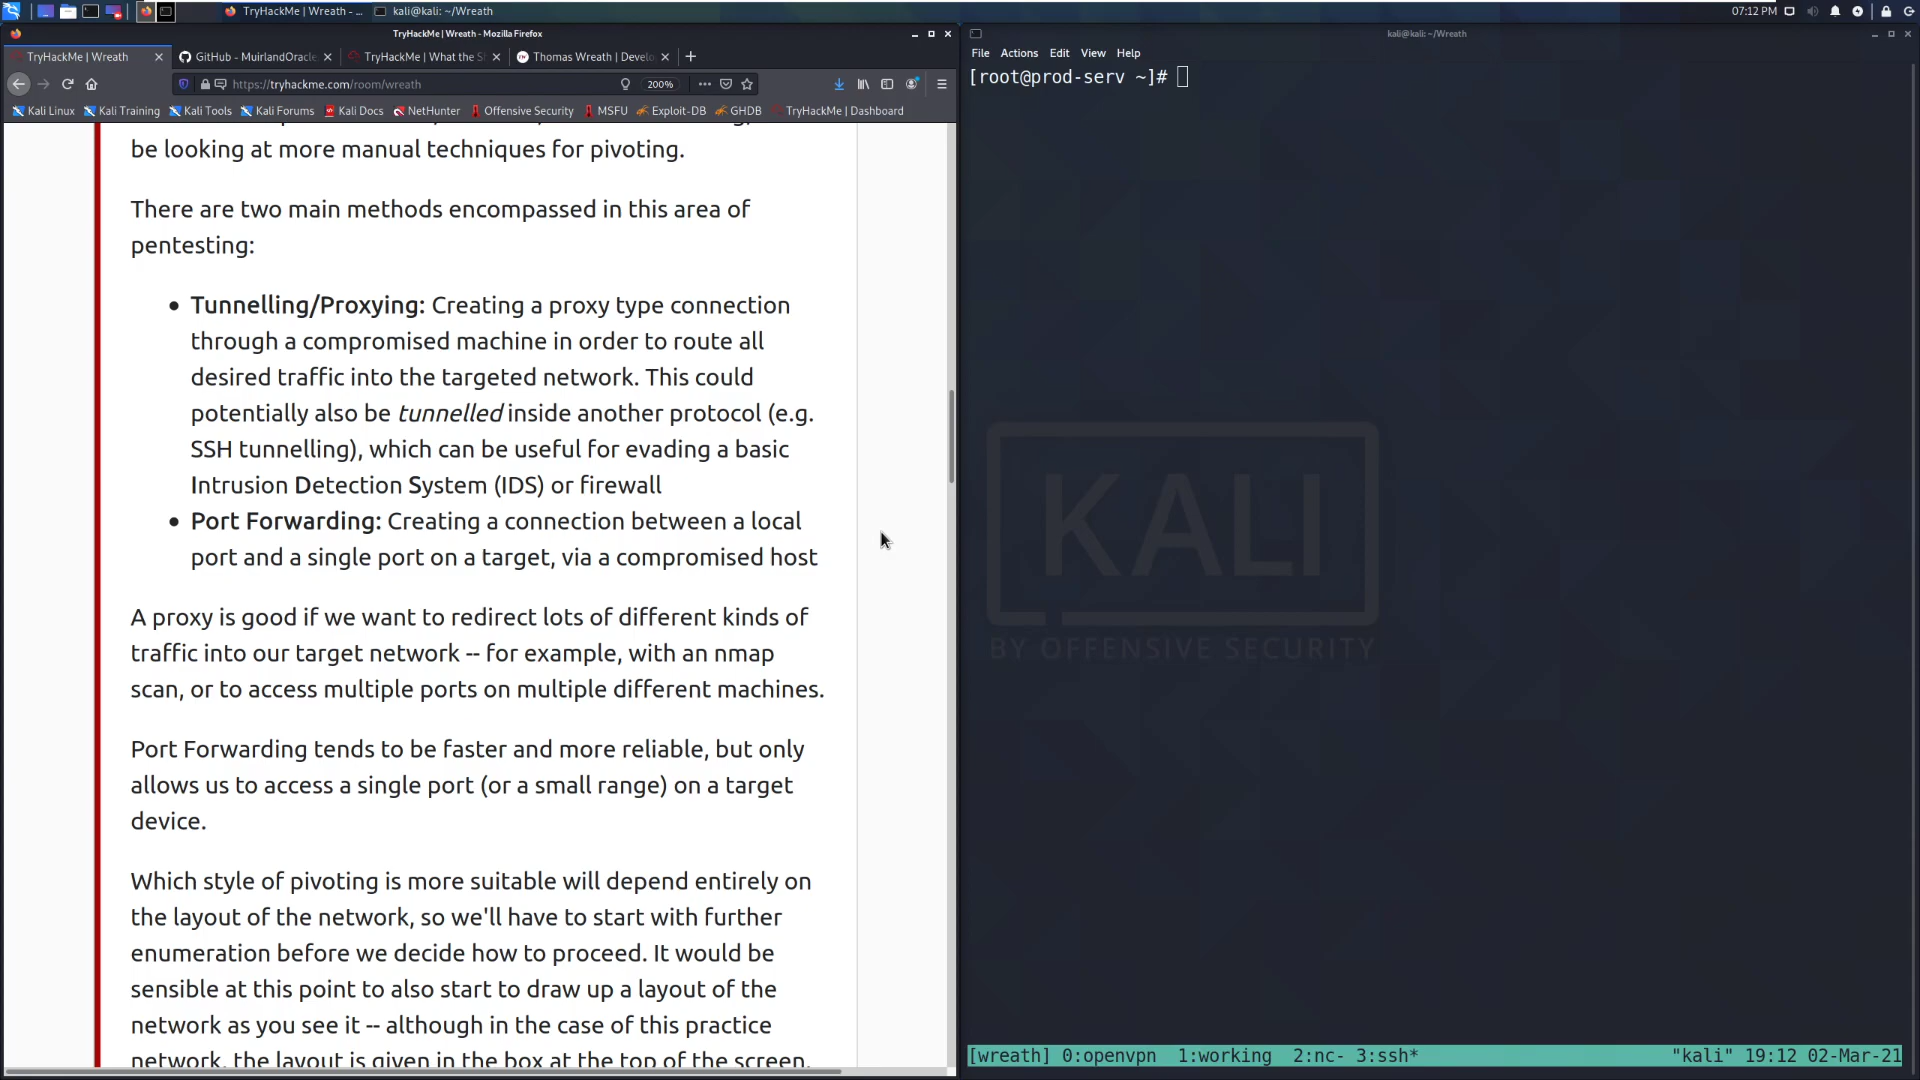 TryHackMe | Wreath - ...
kali@kali: ~/Wreath
07:12 PM
TryHackMe | Wreath - Mozilla Firefox
TryHackMe | Wreath
GitHub - MuirlandOracle
TryHackMe | What the S
Thomas Wreath | Develo
https://tryhackme.com/room/wreath
200%
Kali Linux
Kali Training
Kali Tools
Kali Forums
Kali Docs
NetHunter
Offensive Security
MSFU
Exploit-DB
GHDB
TryHackMe | Dashboard
be looking at more manual techniques for pivoting.
There are two main methods encompassed in this area of
pentesting:
• Tunnelling/Proxying: Creating a proxy type connection
through a compromised machine in order to route all
desired traffic into the targeted network. This could
potentially also be tunnelled inside another protocol (e.g.
SSH tunnelling), which can be useful for evading a basic
Intrusion Detection System (IDS) or firewall
• Port Forwarding: Creating a connection between a local
port and a single port on a target, via a compromised host
A proxy is good if we want to redirect lots of different kinds of
traffic into our target network -- for example, with an nmap
scan, or to access multiple ports on multiple different machines.
Port Forwarding tends to be faster and more reliable, but only
allows us to access a single port (or a small range) on a target
device.
Which style of pivoting is more suitable will depend entirely on
the layout of the network, so we'll have to start with further
enumeration before we decide how to proceed. It would be
sensible at this point to also start to draw up a layout of the
network as you see it -- although in the case of this practice
network, the layout is given in the box at the top of the screen.
kali@kali: ~/Wreath
File Actions Edit View Help
[root@prod-serv ~]#
KALI
BY OFFENSIVE SECURITY
[wreath] 0:openvpn 1:working 2:nc- 3:ssh* "kali" 19:12 02-Mar-21